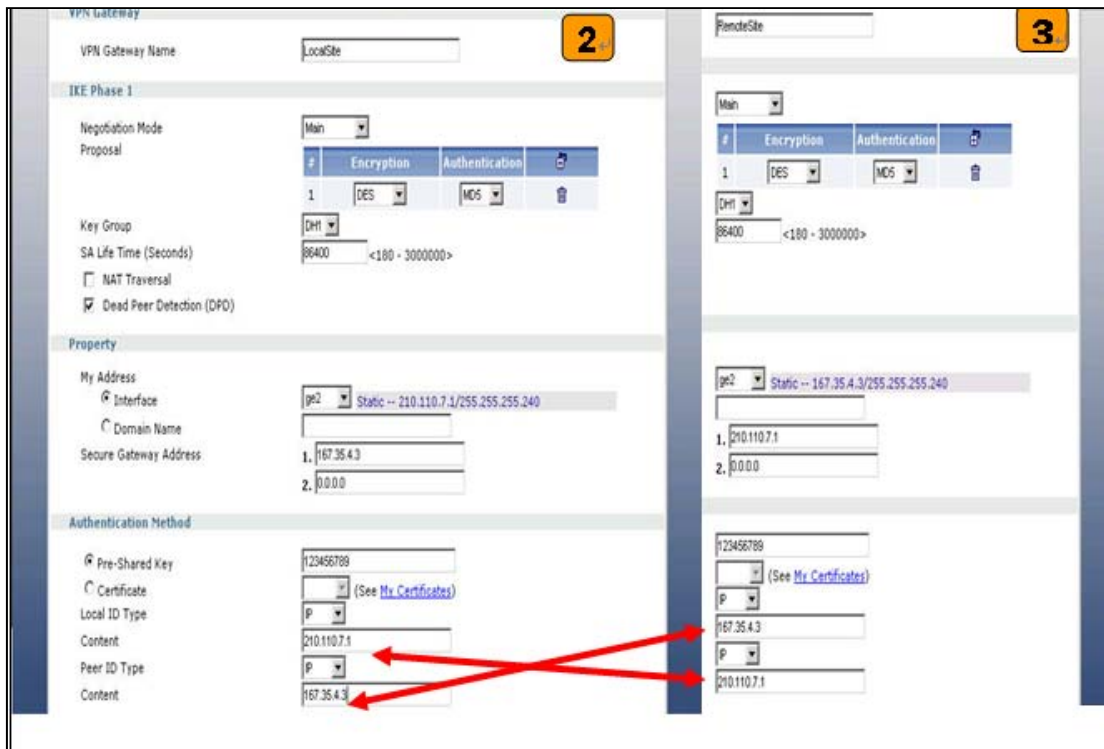 VPN Gateway
2
VPN Gateway Name
LocalSite
IKE Phase 1
Negotiation Mode
Main
Proposal
# Encryption Authentication
1 DES MD5
Key Group
DH1
SA Life Time (Seconds)
86400 <180 - 3000000>
NAT Traversal
Dead Peer Detection (DPD)
Property
My Address
Interface
ge2 Static -- 210.110.7.1/255.255.255.240
Domain Name
Secure Gateway Address
1. 167.35.4.3
2. 0.0.0.0
Authentication Method
Pre-Shared Key
123456789
Certificate
(See My Certificates)
Local ID Type
IP
Content
210.110.7.1
Peer ID Type
IP
Content
167.35.4.3
RemoteSite
3
Main
# Encryption Authentication
1 DES MD5
DH1
86400 <180 - 3000000>
ge2 Static -- 167.35.4.3/255.255.255.240
1. 210.110.7.1
2. 0.0.0.0
123456789
(See My Certificates)
IP
167.35.4.3
IP
210.110.7.1